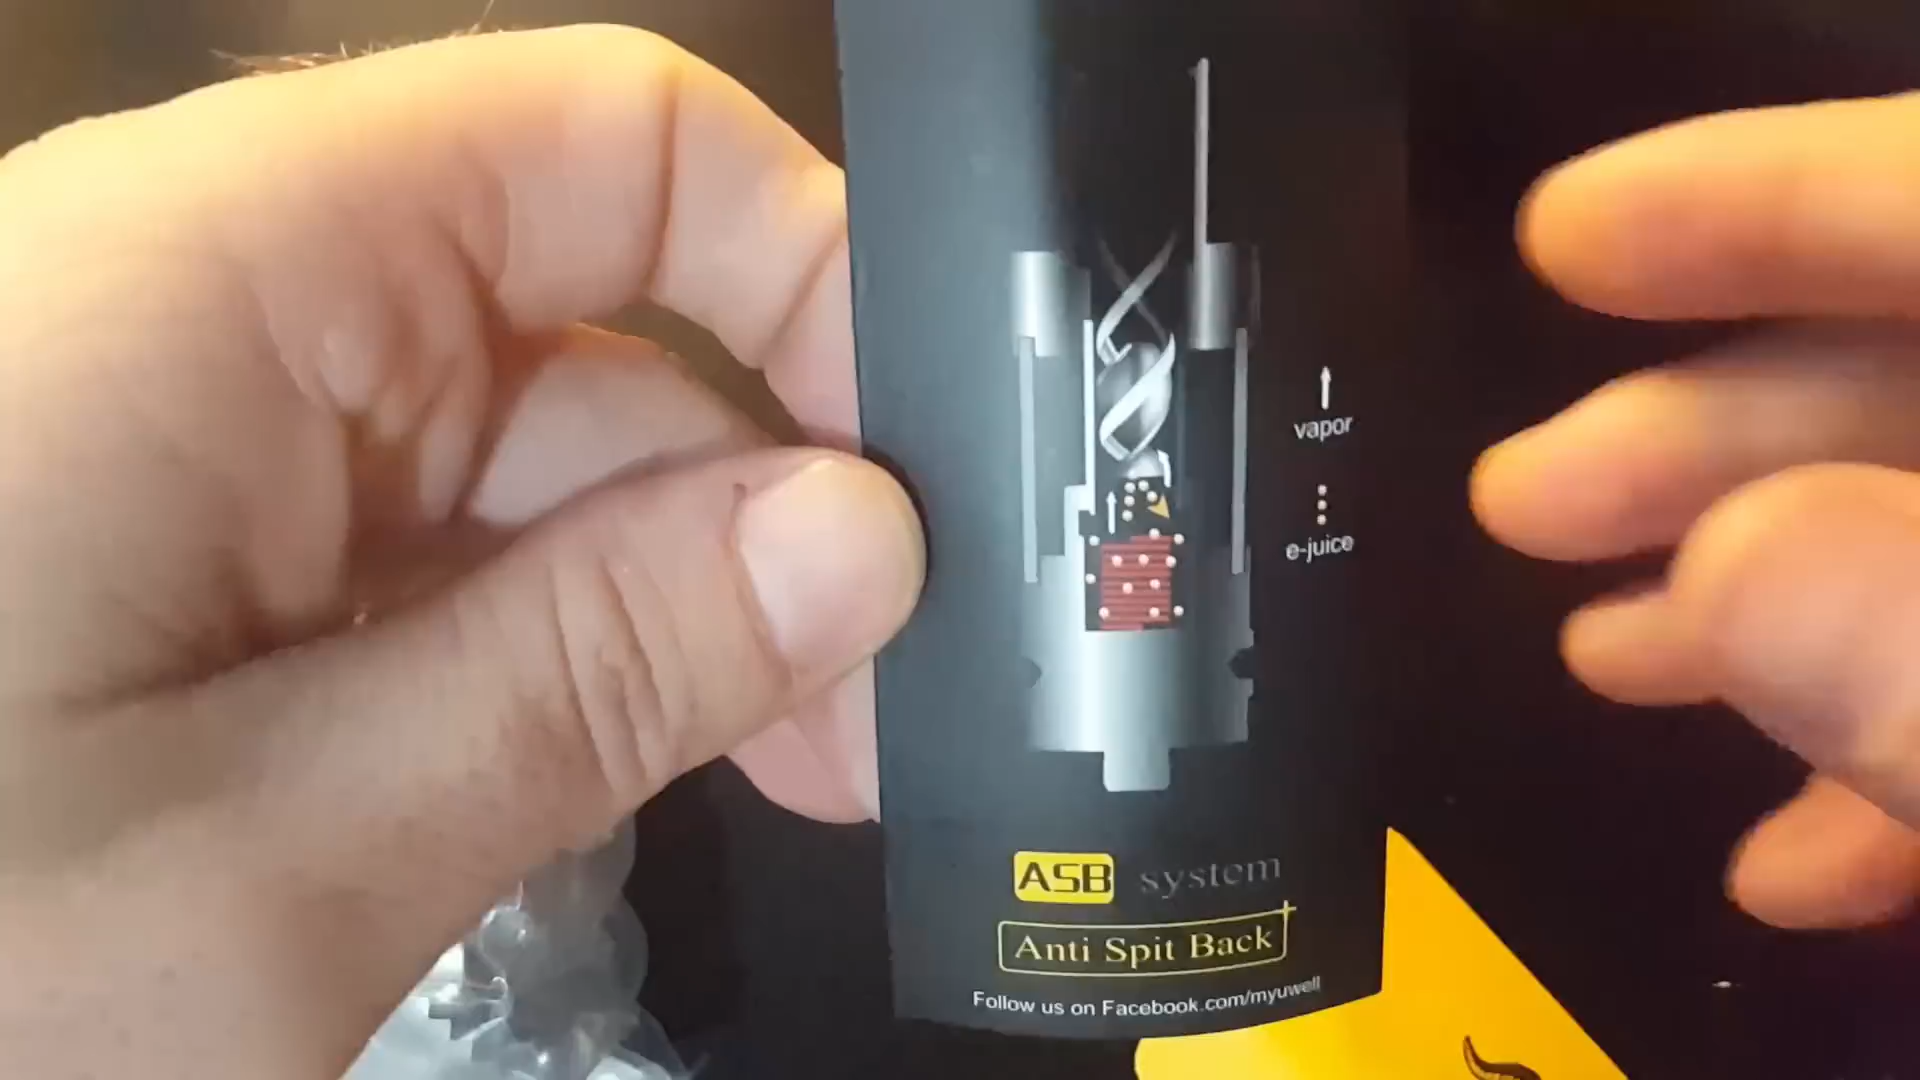 vapor
e-juice
ASB system
Anti Spit Back
Follow us on Facebook.com/myuwell